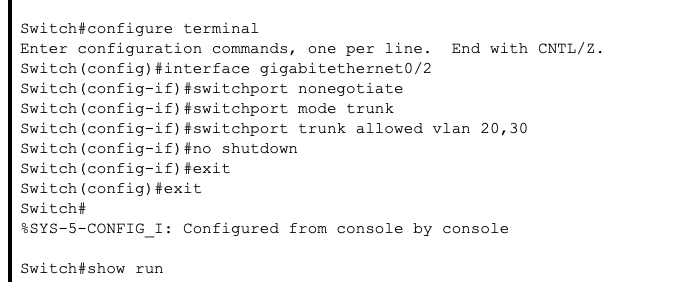 Switch#configure terminal
Enter configuration commands, one per line.  End with CNTL/Z.
Switch(config)#interface gigabitethernet0/2
Switch(config-if)#switchport nonegotiate
Switch(config-if)#switchport mode trunk
Switch(config-if)#switchport trunk allowed vlan 20,30
Switch(config-if)#no shutdown
Switch(config-if)#exit
Switch(config)#exit
Switch#
%SYS-5-CONFIG_I: Configured from console by console
Switch#show run